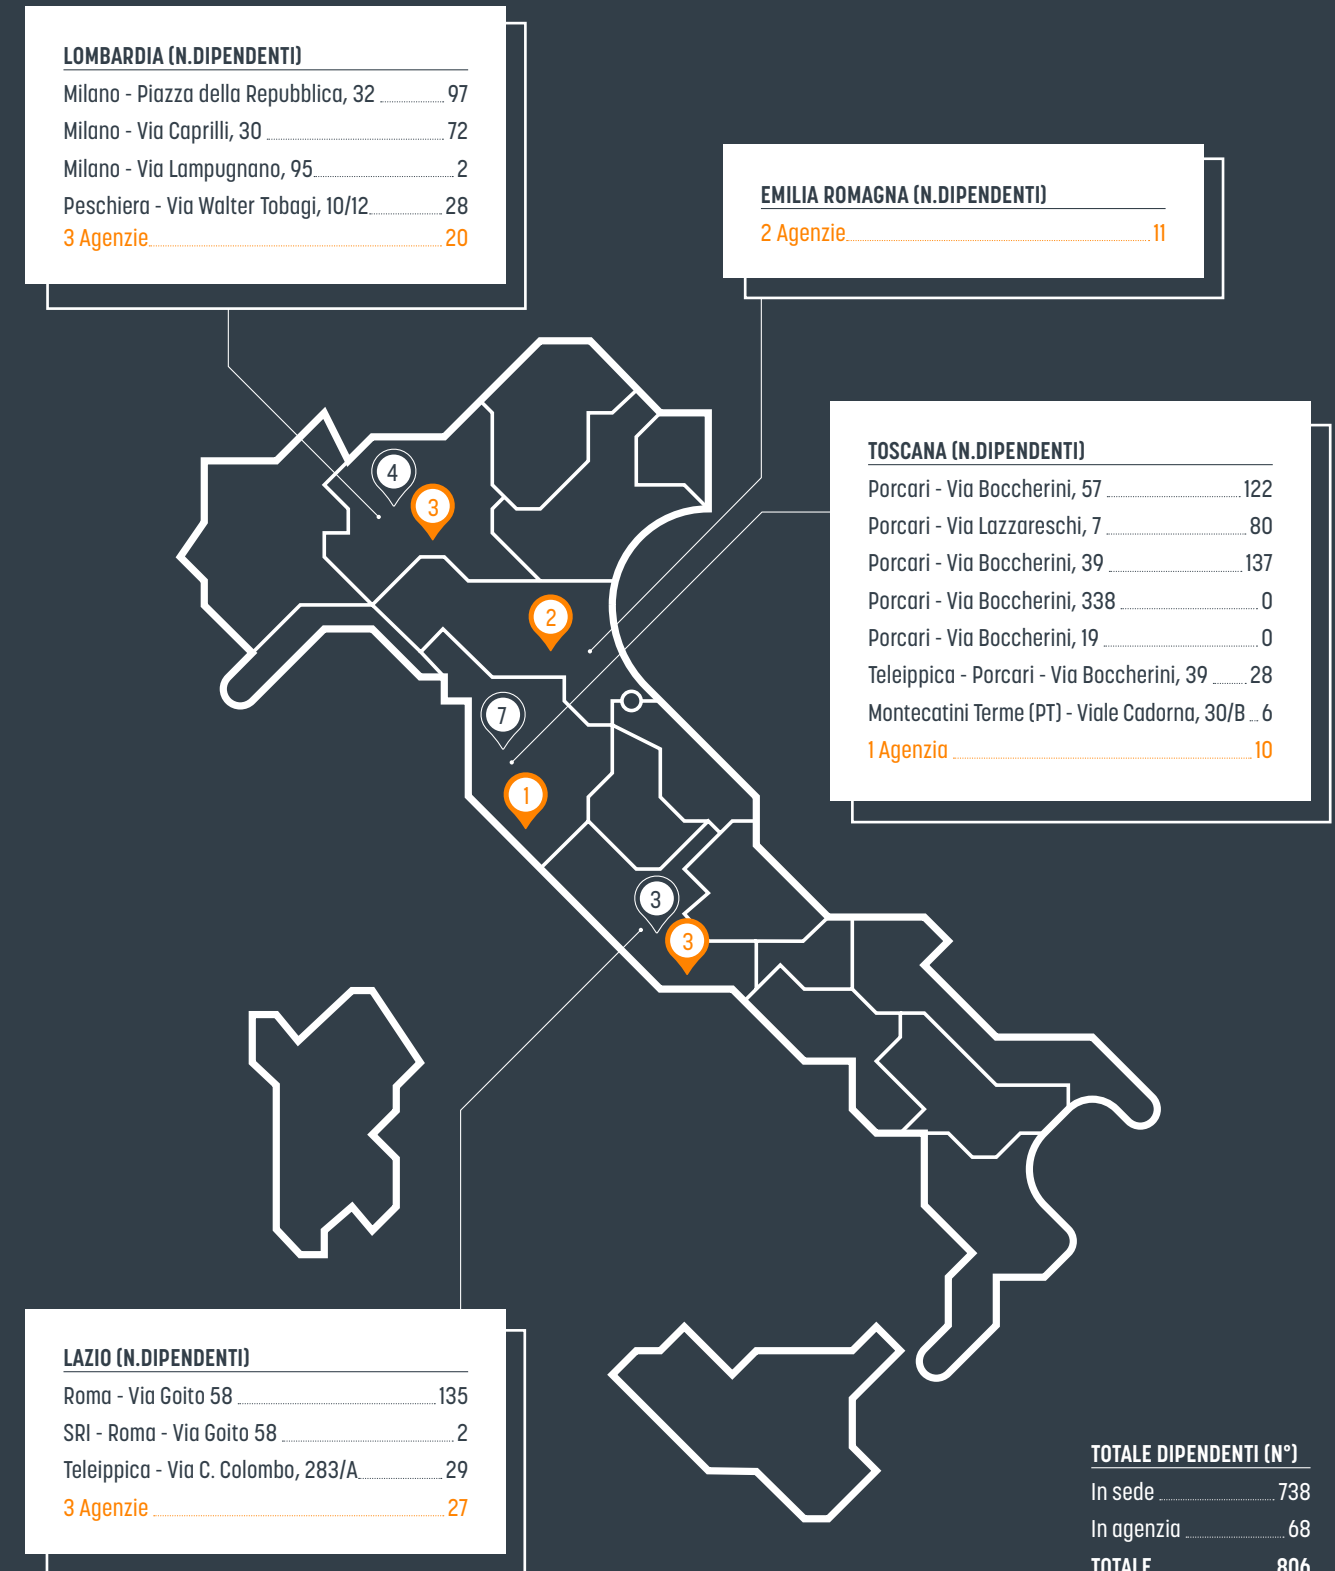 LOMBARDIA (N.DIPENDENTI)
Milano - Piazza della Repubblica, 32 97
Milano - Via Caprilli, 30 72
Milano - Via Lampugnano, 95 2
Peschiera - Via Walter Tobagi, 10/12 28
3 Agenzie 20
EMILIA ROMAGNA (N.DIPENDENTI)
2 Agenzie 11
TOSCANA (N.DIPENDENTI)
Porcari - Via Boccherini, 57 122
Porcari - Via Lazzareschi, 7 80
Porcari - Via Boccherini, 39 137
Porcari - Via Boccherini, 338 0
Porcari - Via Boccherini, 19 0
Teleippica - Porcari - Via Boccherini, 39 28
Montecatini Terme (PT) - Viale Cadorna, 30/B 6
1 Agenzia 10
4
3
2
7
1
3
3
LAZIO (N.DIPENDENTI)
Roma - Via Goito 58 135
SRI - Roma - Via Goito 58 2
Teleippica - Via C. Colombo, 283/A 29
3 Agenzie 27
TOTALE DIPENDENTI (N°)
In sede 738
In agenzia 68
TOTALE 806